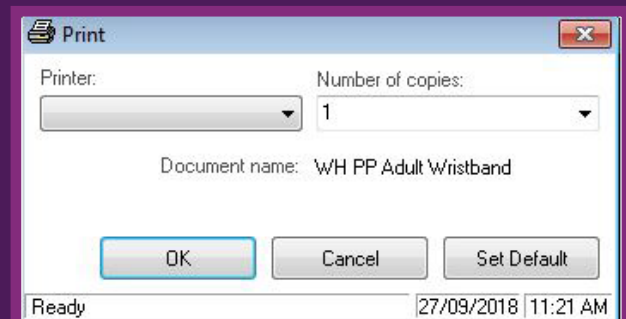 Print
Printer: Number of copies:
1
Document name: WH PP Adult Wristband
OK Cancel Set Default
Ready 27/09/2018 11:21 AM